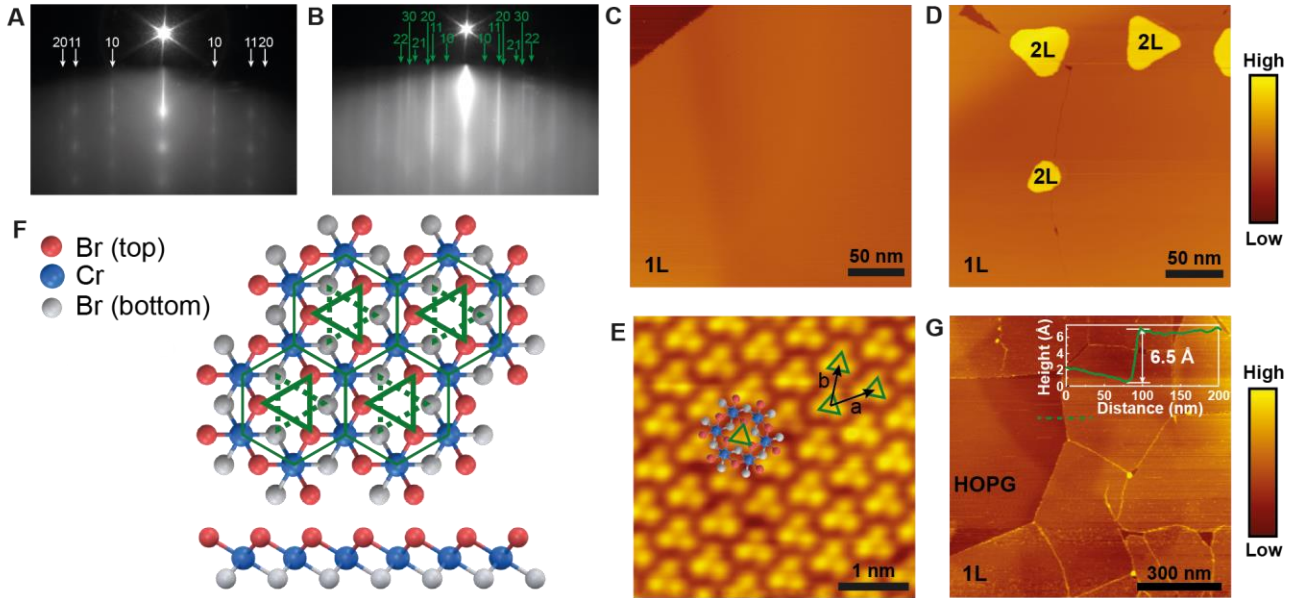 A
20 11 10 10 11 20
B
30 20 20 30
22 21 11 10 10 11 21 22
C
1L
50 nm
D
2L 2L
2L
1L
50 nm
High
Low
E
b
a
1 nm
F
Br (top)
Cr
Br (bottom)
G
Height (Å)
6
4
2
0
6.5 Å
0 50 100 150 200
Distance (nm)
HOPG
1L
300 nm
High
Low